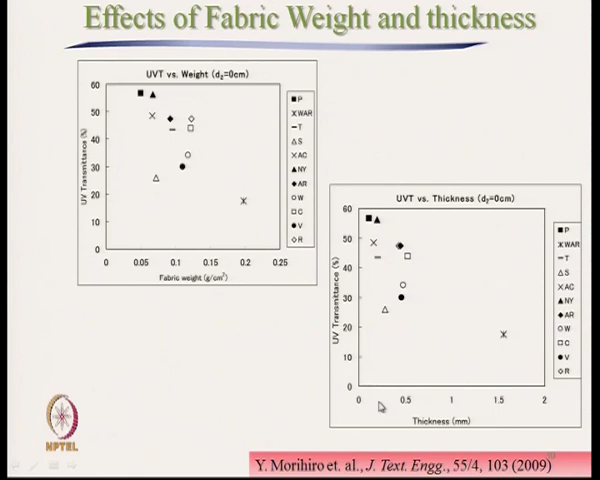 Effects of Fabric Weight and thickness
UVT vs. Weight (d₂=0cm)
UV Transmittance (%)
60
50
40
30
20
10
0
0 0.05 0.1 0.15 0.2 0.25
Fabric weight (g/cm²)
P
WAR
T
S
AC
NY
AR
W
C
V
R
UVT vs. Thickness (d₂=0cm)
UV Transmittance (%)
60
50
40
30
20
10
0
0 0.5 1 1.5 2
Thickness (mm)
P
WAR
T
S
AC
NY
AR
W
C
V
R
NPTEL
Y. Morihiro et. al., J. Text. Engg., 55/4, 103 (2009)